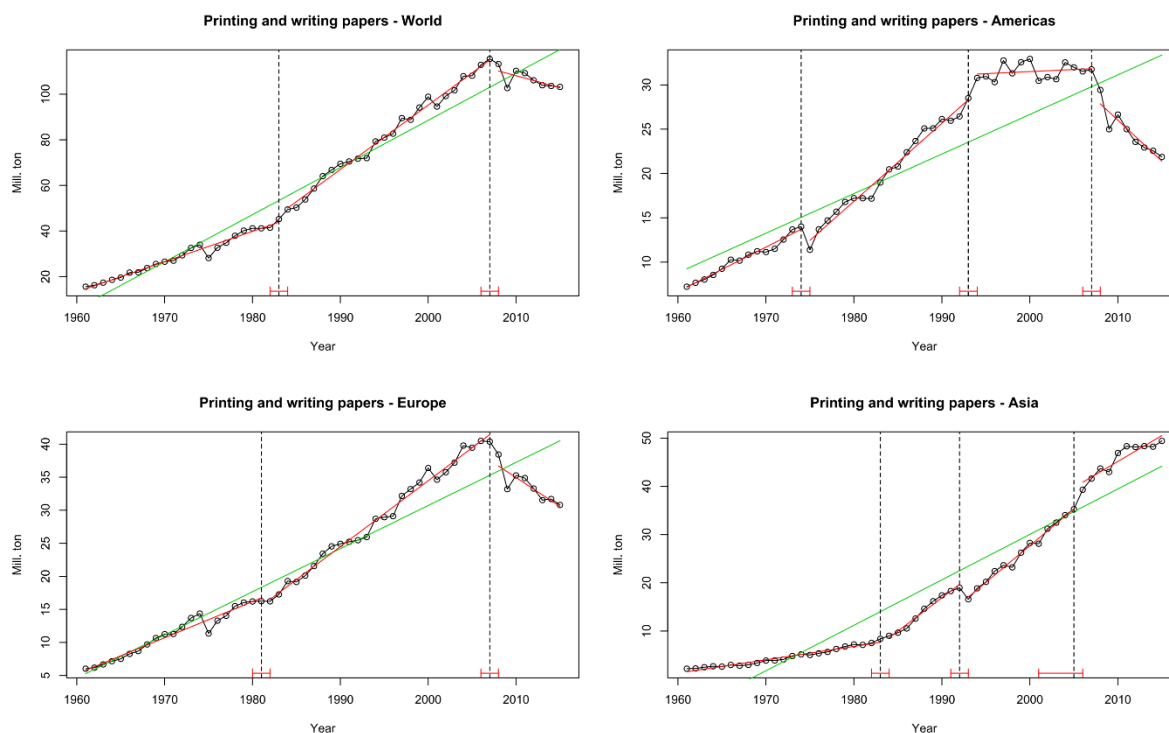 Printing and writing papers - World
Mill. ton
100
80
60
40
20
1960 1970 1980 1990 2000 2010
Year
Printing and writing papers - Americas
Mill. ton
30
25
20
15
10
1960 1970 1980 1990 2000 2010
Year
Printing and writing papers - Europe
Mill. ton
40
35
30
25
20
15
10
5
1960 1970 1980 1990 2000 2010
Year
Printing and writing papers - Asia
Mill. ton
50
40
30
20
10
1960 1970 1980 1990 2000 2010
Year